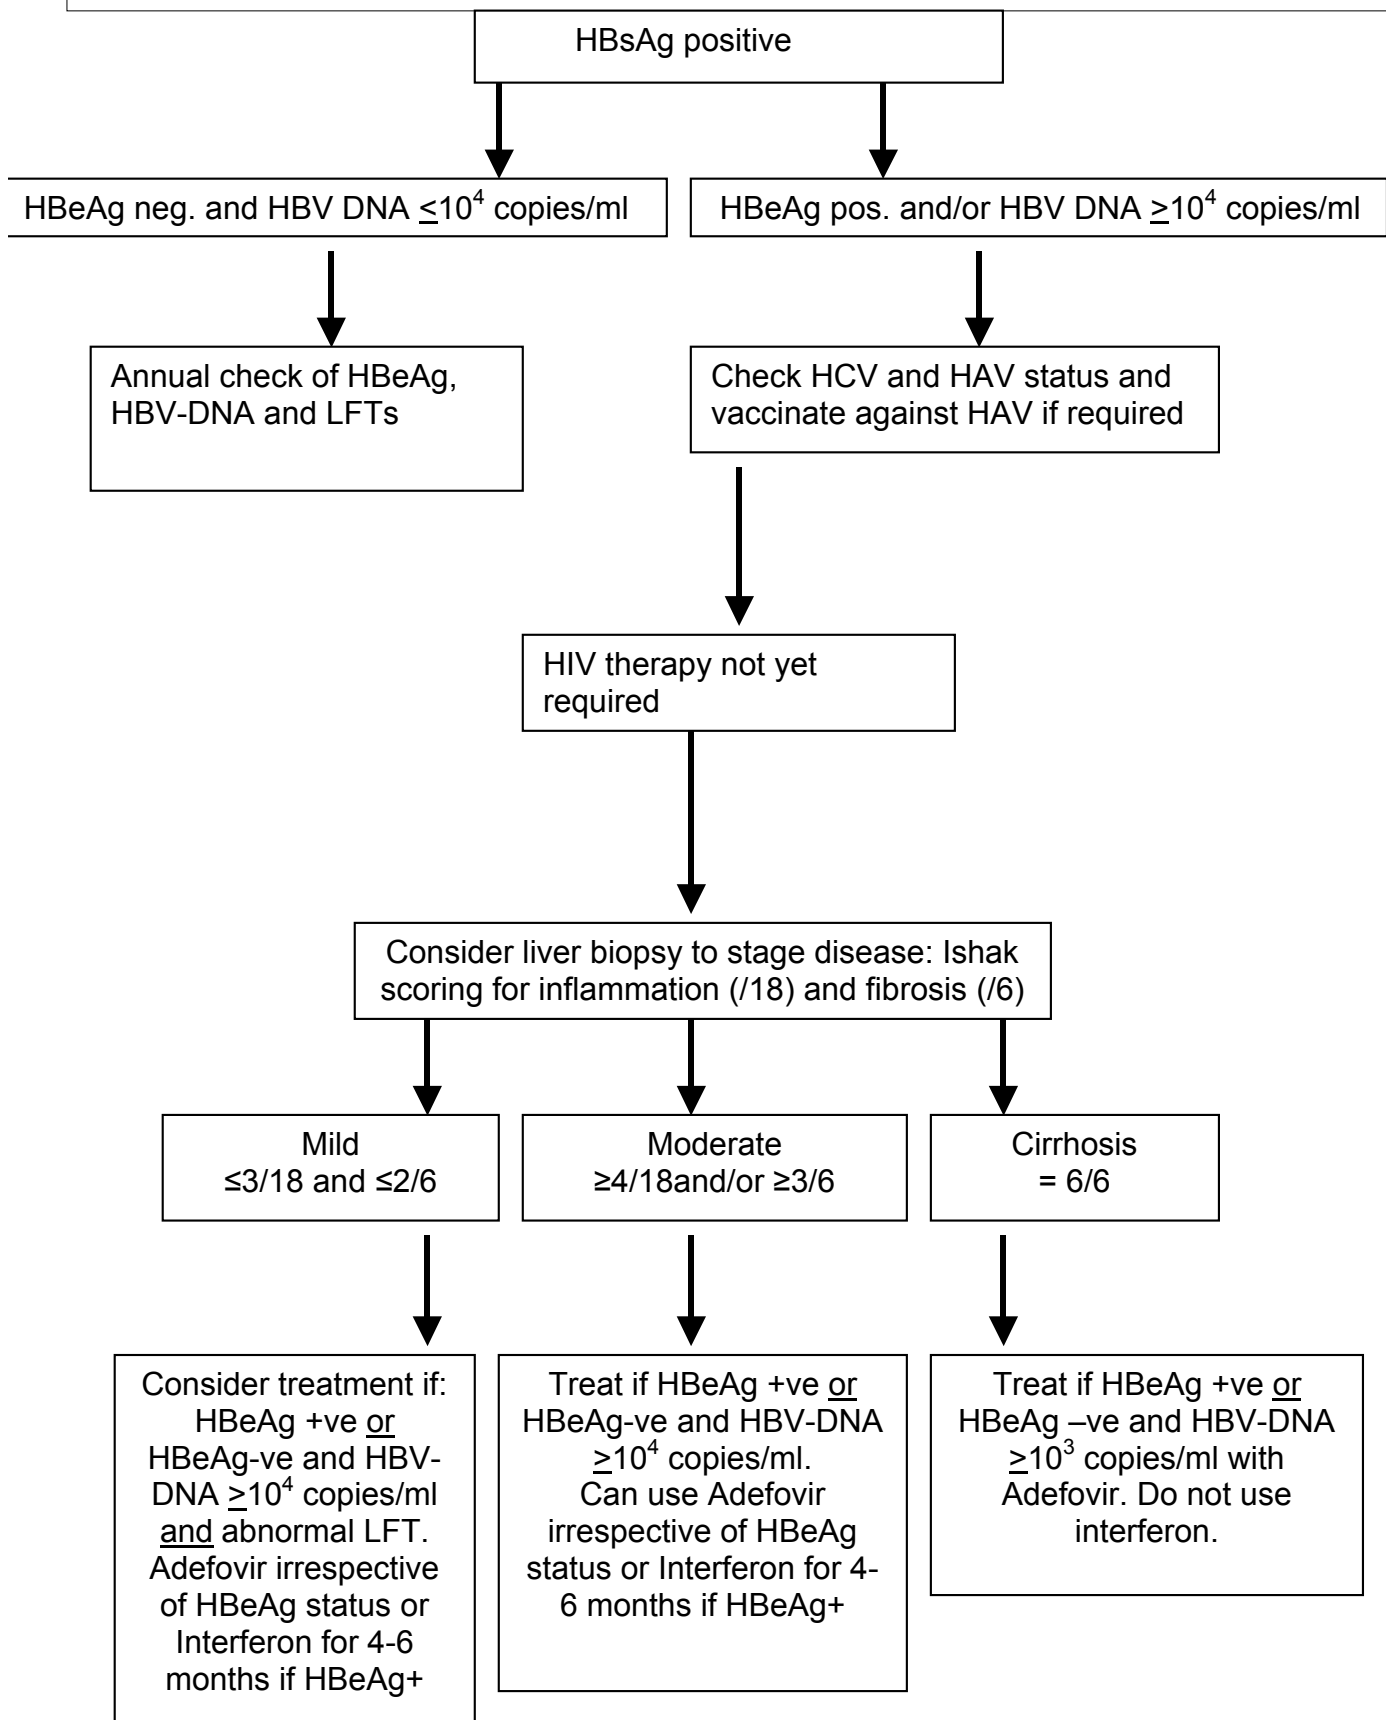 HBsAg positive
HBeAg neg. and HBV DNA ≤10⁴ copies/ml
HBeAg pos. and/or HBV DNA ≥10⁴ copies/ml
Annual check of HBeAg,
HBV-DNA and LFTs
Check HCV and HAV status and
vaccinate against HAV if required
HIV therapy not yet
required
Consider liver biopsy to stage disease: Ishak
scoring for inflammation (/18) and fibrosis (/6)
Mild
≤3/18 and ≤2/6
Moderate
≥4/18and/or ≥3/6
Cirrhosis
= 6/6
Consider treatment if:
HBeAg +ve or
HBeAg-ve and HBV-
DNA ≥10⁴ copies/ml
and abnormal LFT.
Adefovir irrespective
of HBeAg status or
Interferon for 4-6
months if HBeAg+
Treat if HBeAg +ve or
HBeAg-ve and HBV-DNA
≥10⁴ copies/ml.
Can use Adefovir
irrespective of HBeAg
status or Interferon for 4-
6 months if HBeAg+
Treat if HBeAg +ve or
HBeAg –ve and HBV-DNA
≥10³ copies/ml with
Adefovir. Do not use
interferon.